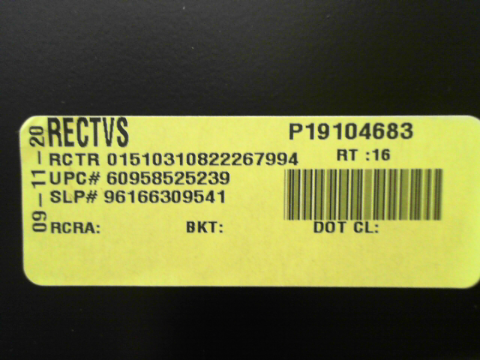 09-11-20
RECTVS P19104683
RCTR 01510310822267994 RT :16
UPC# 60958525239
SLP# 96166309541
RCRA: BKT: DOT CL: